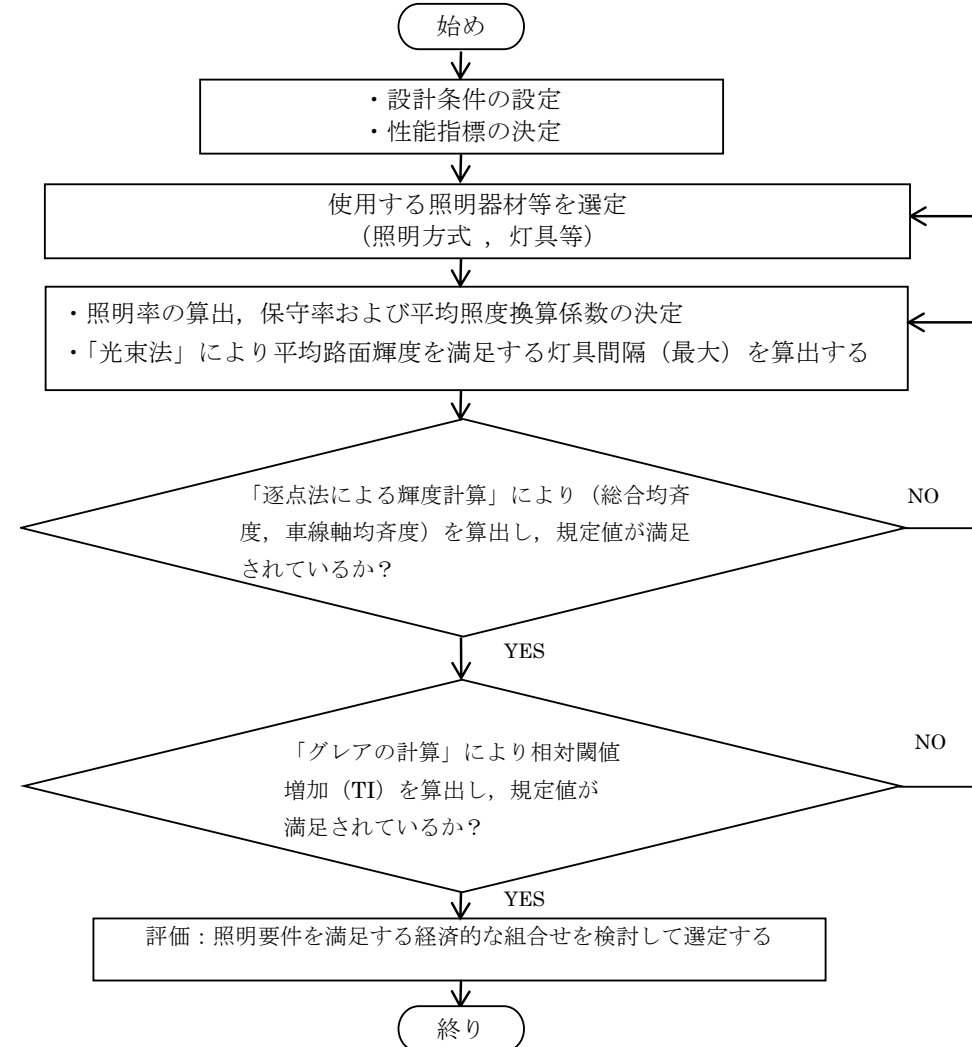 始め
・設計条件の設定
・性能指標の決定
使用する照明器材等を選定
（照明方式 ，灯具等）
・照明率の算出，保守率および平均照度換算係数の決定
・「光束法」により平均路面輝度を満足する灯具間隔（最大）を算出する
「逐点法による輝度計算」により（総合均斉
度，車線軸均斉度）を算出し，規定値が満足
されているか？
NO
YES
「グレアの計算」により相対閾値
増加（TI）を算出し，規定値が
満足されているか？
NO
YES
評価：照明要件を満足する経済的な組合せを検討して選定する
終り